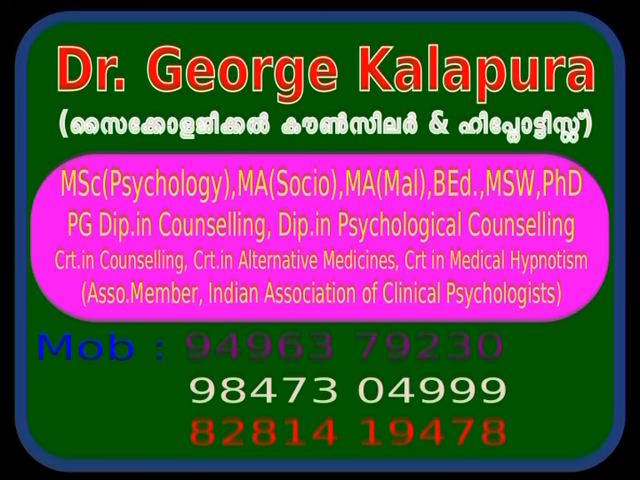 Dr. George Kalapura
(സൈക്കോളജിക്കൽ കൗൺസിലർ & ഹിപ്നോട്ടിസ്റ്റ്)
MSc(Psychology),MA(Socio),MA(Mal),BEd.,MSW,PhD
PG Dip.in Counselling, Dip.in Psychological Counselling
Crt.in Counselling, Crt.in Alternative Medicines, Crt in Medical Hypnotism
(Asso.Member, Indian Association of Clinical Psychologists)
Mob : 94963 79230
98473 04999
82814 19478